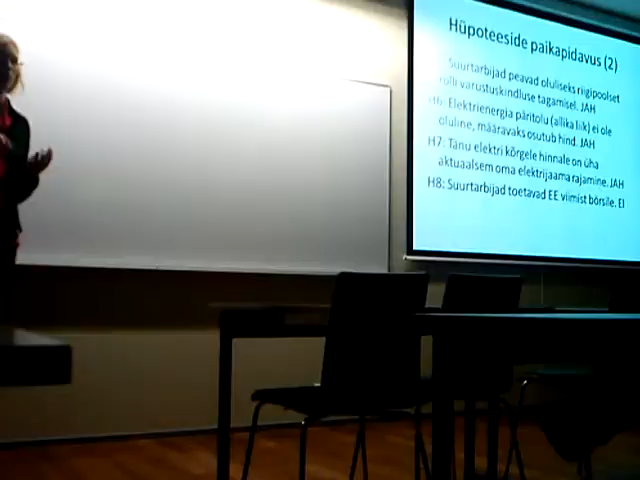 Hüpoteeside paikapidavus (2)
Suurtarbijad peavad oluliseks riigipoolset
rolli varustuskindluse tagamisel. JAH
H6: Elektrienergia päritolu (allika liik) ei ole
oluline, määravaks osutub hind. JAH
H7: Tänu elektri kõrgele hinnale on üha
aktuaalsem oma elektrijaama rajamine. JAH
H8: Suurtarbijad toetavad EE viimist börsile. EI